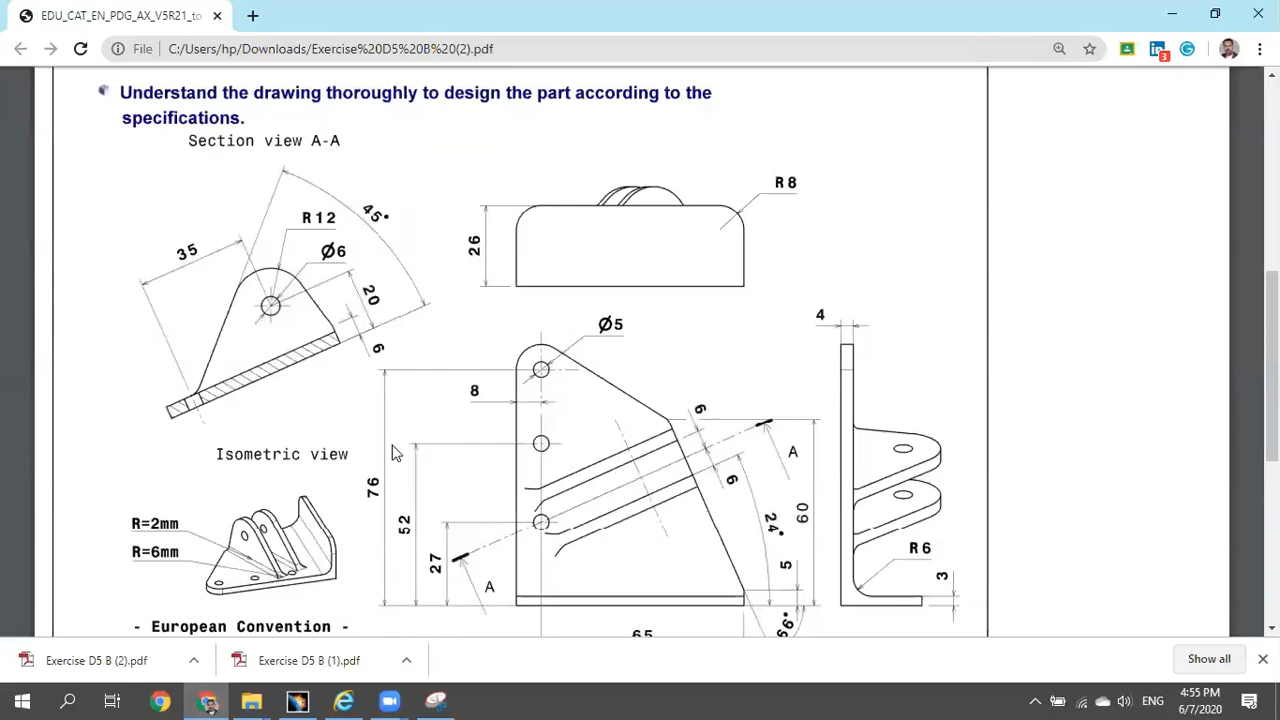 EDU_CAT_EN_PDG_AX_V5R21_to
File
C:/Users/hp/Downloads/Exercise%20D5%20B%20(2).pdf
3
Understand the drawing thoroughly to design the part according to the
specifications.
Section view A-A
R8
45°
R12
35
Ø6
26
20
6
Ø5
4
8
6
A
Isometric view
76
6
60
R=2mm
52
24°
R=6mm
R6
27
5
3
A
- European Convention -
65
Exercise D5 B (2).pdf
Exercise D5 B (1).pdf
Show all
ENG
4:55 PM
6/7/2020